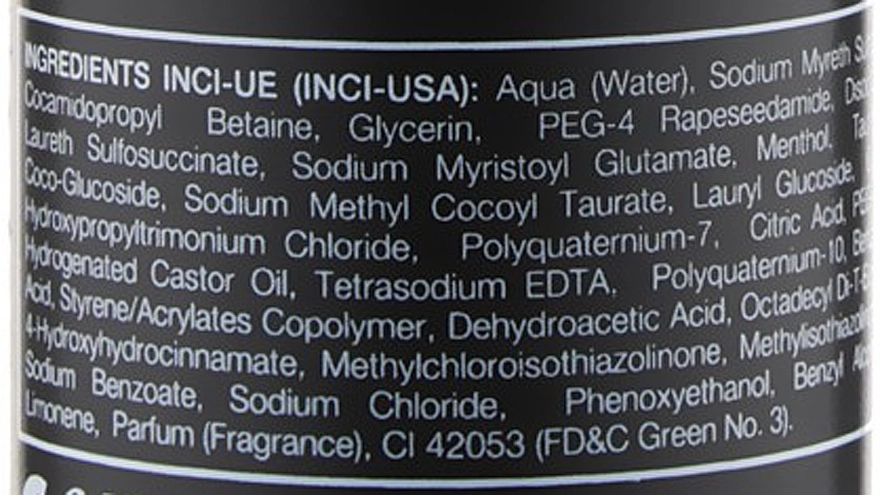 INGREDIENTS INCI-UE (INCI-USA): Aqua (Water), Sodium Myreth
Cocamidopropyl Betaine, Glycerin, PEG-4 Rapeseedamide,
Laureth Sulfosuccinate, Sodium Myristoyl Glutamate, Menthol,
Coco-Glucoside, Sodium Methyl Cocoyl Taurate, Lauryl Glucoside,
Hydroxypropyltrimonium Chloride, Polyquaternium-7, Citric Acid,
Hydrogenated Castor Oil, Tetrasodium EDTA, Polyquaternium-10,
Acid, Styrene/Acrylates Copolymer, Dehydroacetic Acid, Octadecyl
4-Hydroxyhydrocinnamate, Methylchloroisothiazolinone,
Sodium Benzoate, Sodium Chloride, Phenoxyethanol, Benzyl
Limonene, Parfum (Fragrance), CI 42053 (FD&C Green No. 3).